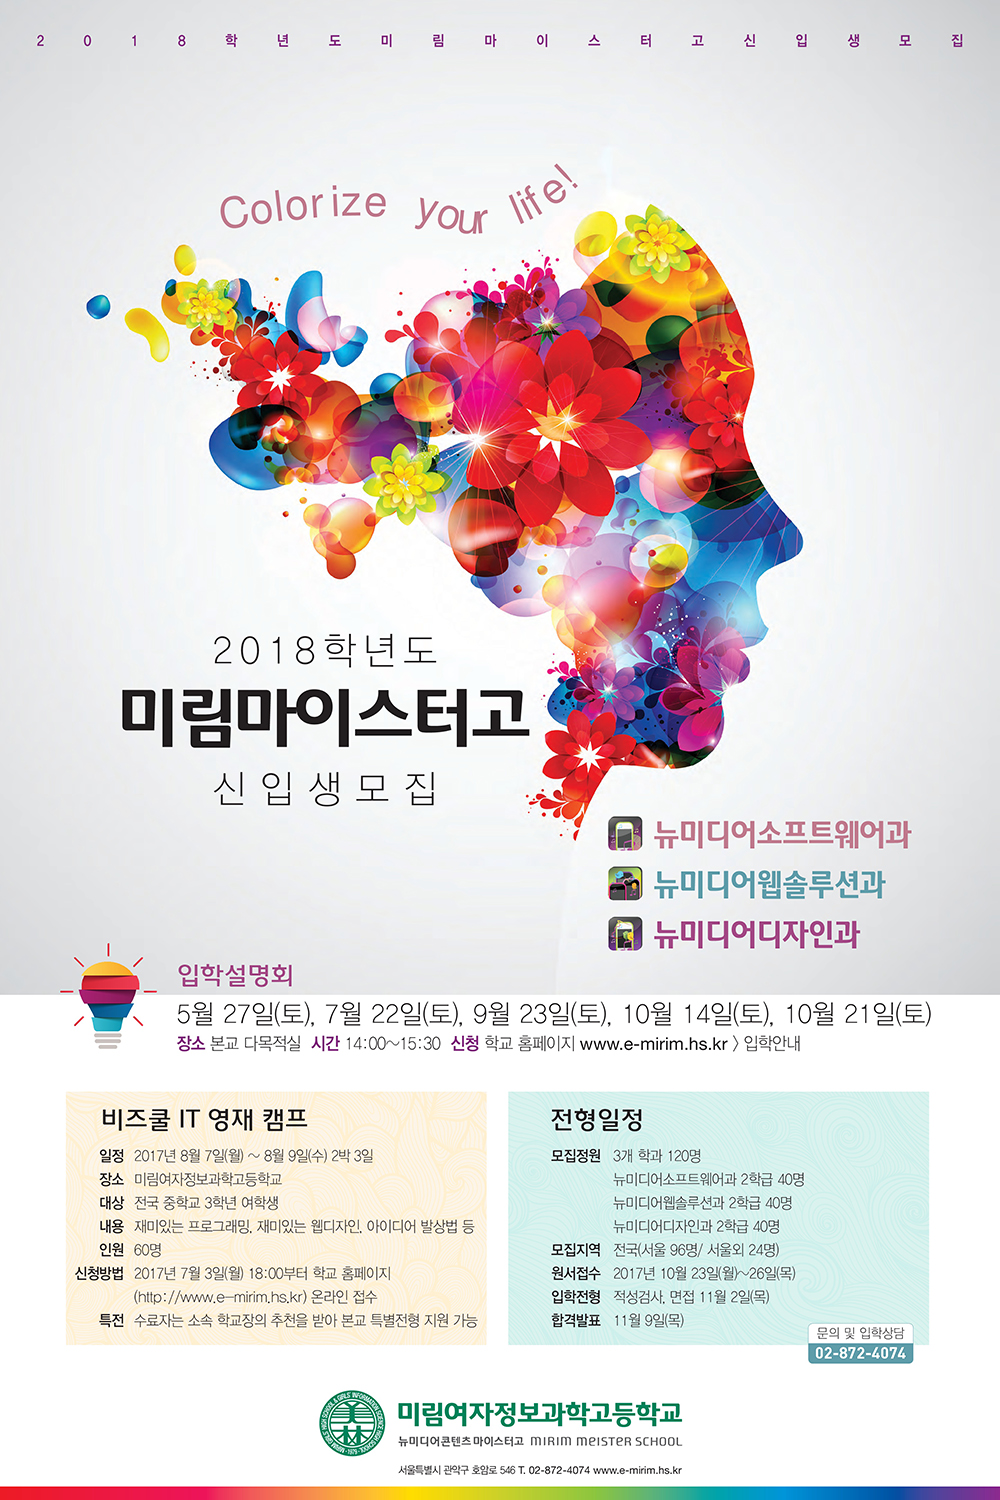 2018학년도미림마이스터고신입생모집
Colorize your life!
2018학년도
미림마이스터고
신입생모집
뉴미디어소프트웨어과
뉴미디어웹솔루션과
뉴미디어디자인과
입학설명회
5월 27일(토), 7월 22일(토), 9월 23일(토), 10월 14일(토), 10월 21일(토)
장소 본교 다목적실 시간 14:00~15:30 신청 학교 홈페이지 www.e-mirim.hs.kr > 입학안내
비즈쿨 IT 영재 캠프
일정 2017년 8월 7일(월) ~ 8월 9일(수) 2박 3일
장소 미림여자정보과학고등학교
대상 전국 중학교 3학년 여학생
내용 재미있는 프로그래밍, 재미있는 웹디자인, 아이디어 발상법 등
인원 60명
신청방법 2017년 7월 3일(월) 18:00부터 학교 홈페이지
(http://www.e-mirim.hs.kr) 온라인 접수
특전 수료자는 소속 학교장의 추천을 받아 본교 특별전형 지원 가능
전형일정
모집정원 3개 학과 120명
뉴미디어소프트웨어과 2학급 40명
뉴미디어웹솔루션과 2학급 40명
뉴미디어디자인과 2학급 40명
모집지역 전국(서울 96명/ 서울외 24명)
원서접수 2017년 10월 23일(월)~26일(목)
입학전형 적성검사, 면접 11월 2일(목)
합격발표 11월 9일(목)
문의 및 입학상담
02-872-4074
미림여자정보과학고등학교
뉴미디어콘텐츠 마이스터고 MIRIM MEISTER SCHOOL
서울특별시 관악구 호암로 546 T. 02-872-4074 www.e-mirim.hs.kr